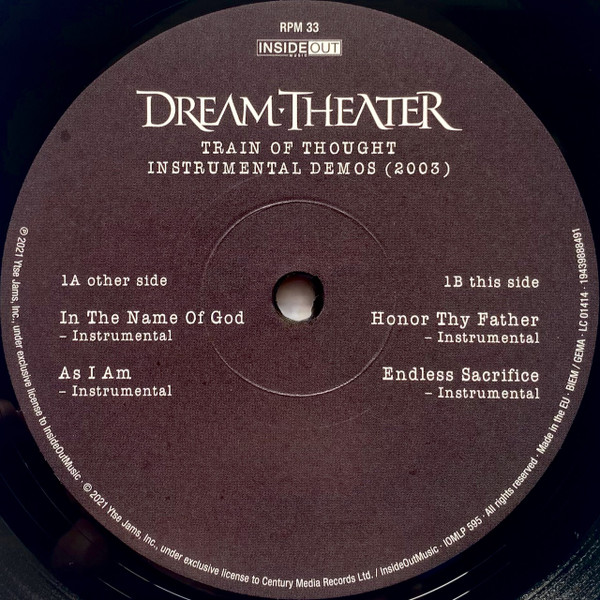 RPM 33
INSIDEOUT
MUSIC
DREAM THEATER
TRAIN OF THOUGHT
INSTRUMENTAL DEMOS (2003)
1A other side
In The Name Of God
– Instrumental
As I Am
– Instrumental
1B this side
Honor Thy Father
– Instrumental
Endless Sacrifice
– Instrumental
℗ 2021 Ytse Jams, Inc., under exclusive license to InsideOutMusic · © 2021 Ytse Jams, Inc., under exclusive license to Century Media Records Ltd. / InsideOutMusic · IOMLP 595 · All rights reserved · Made in the EU · BIEM / GEMA · LC 01414 · 19439888491